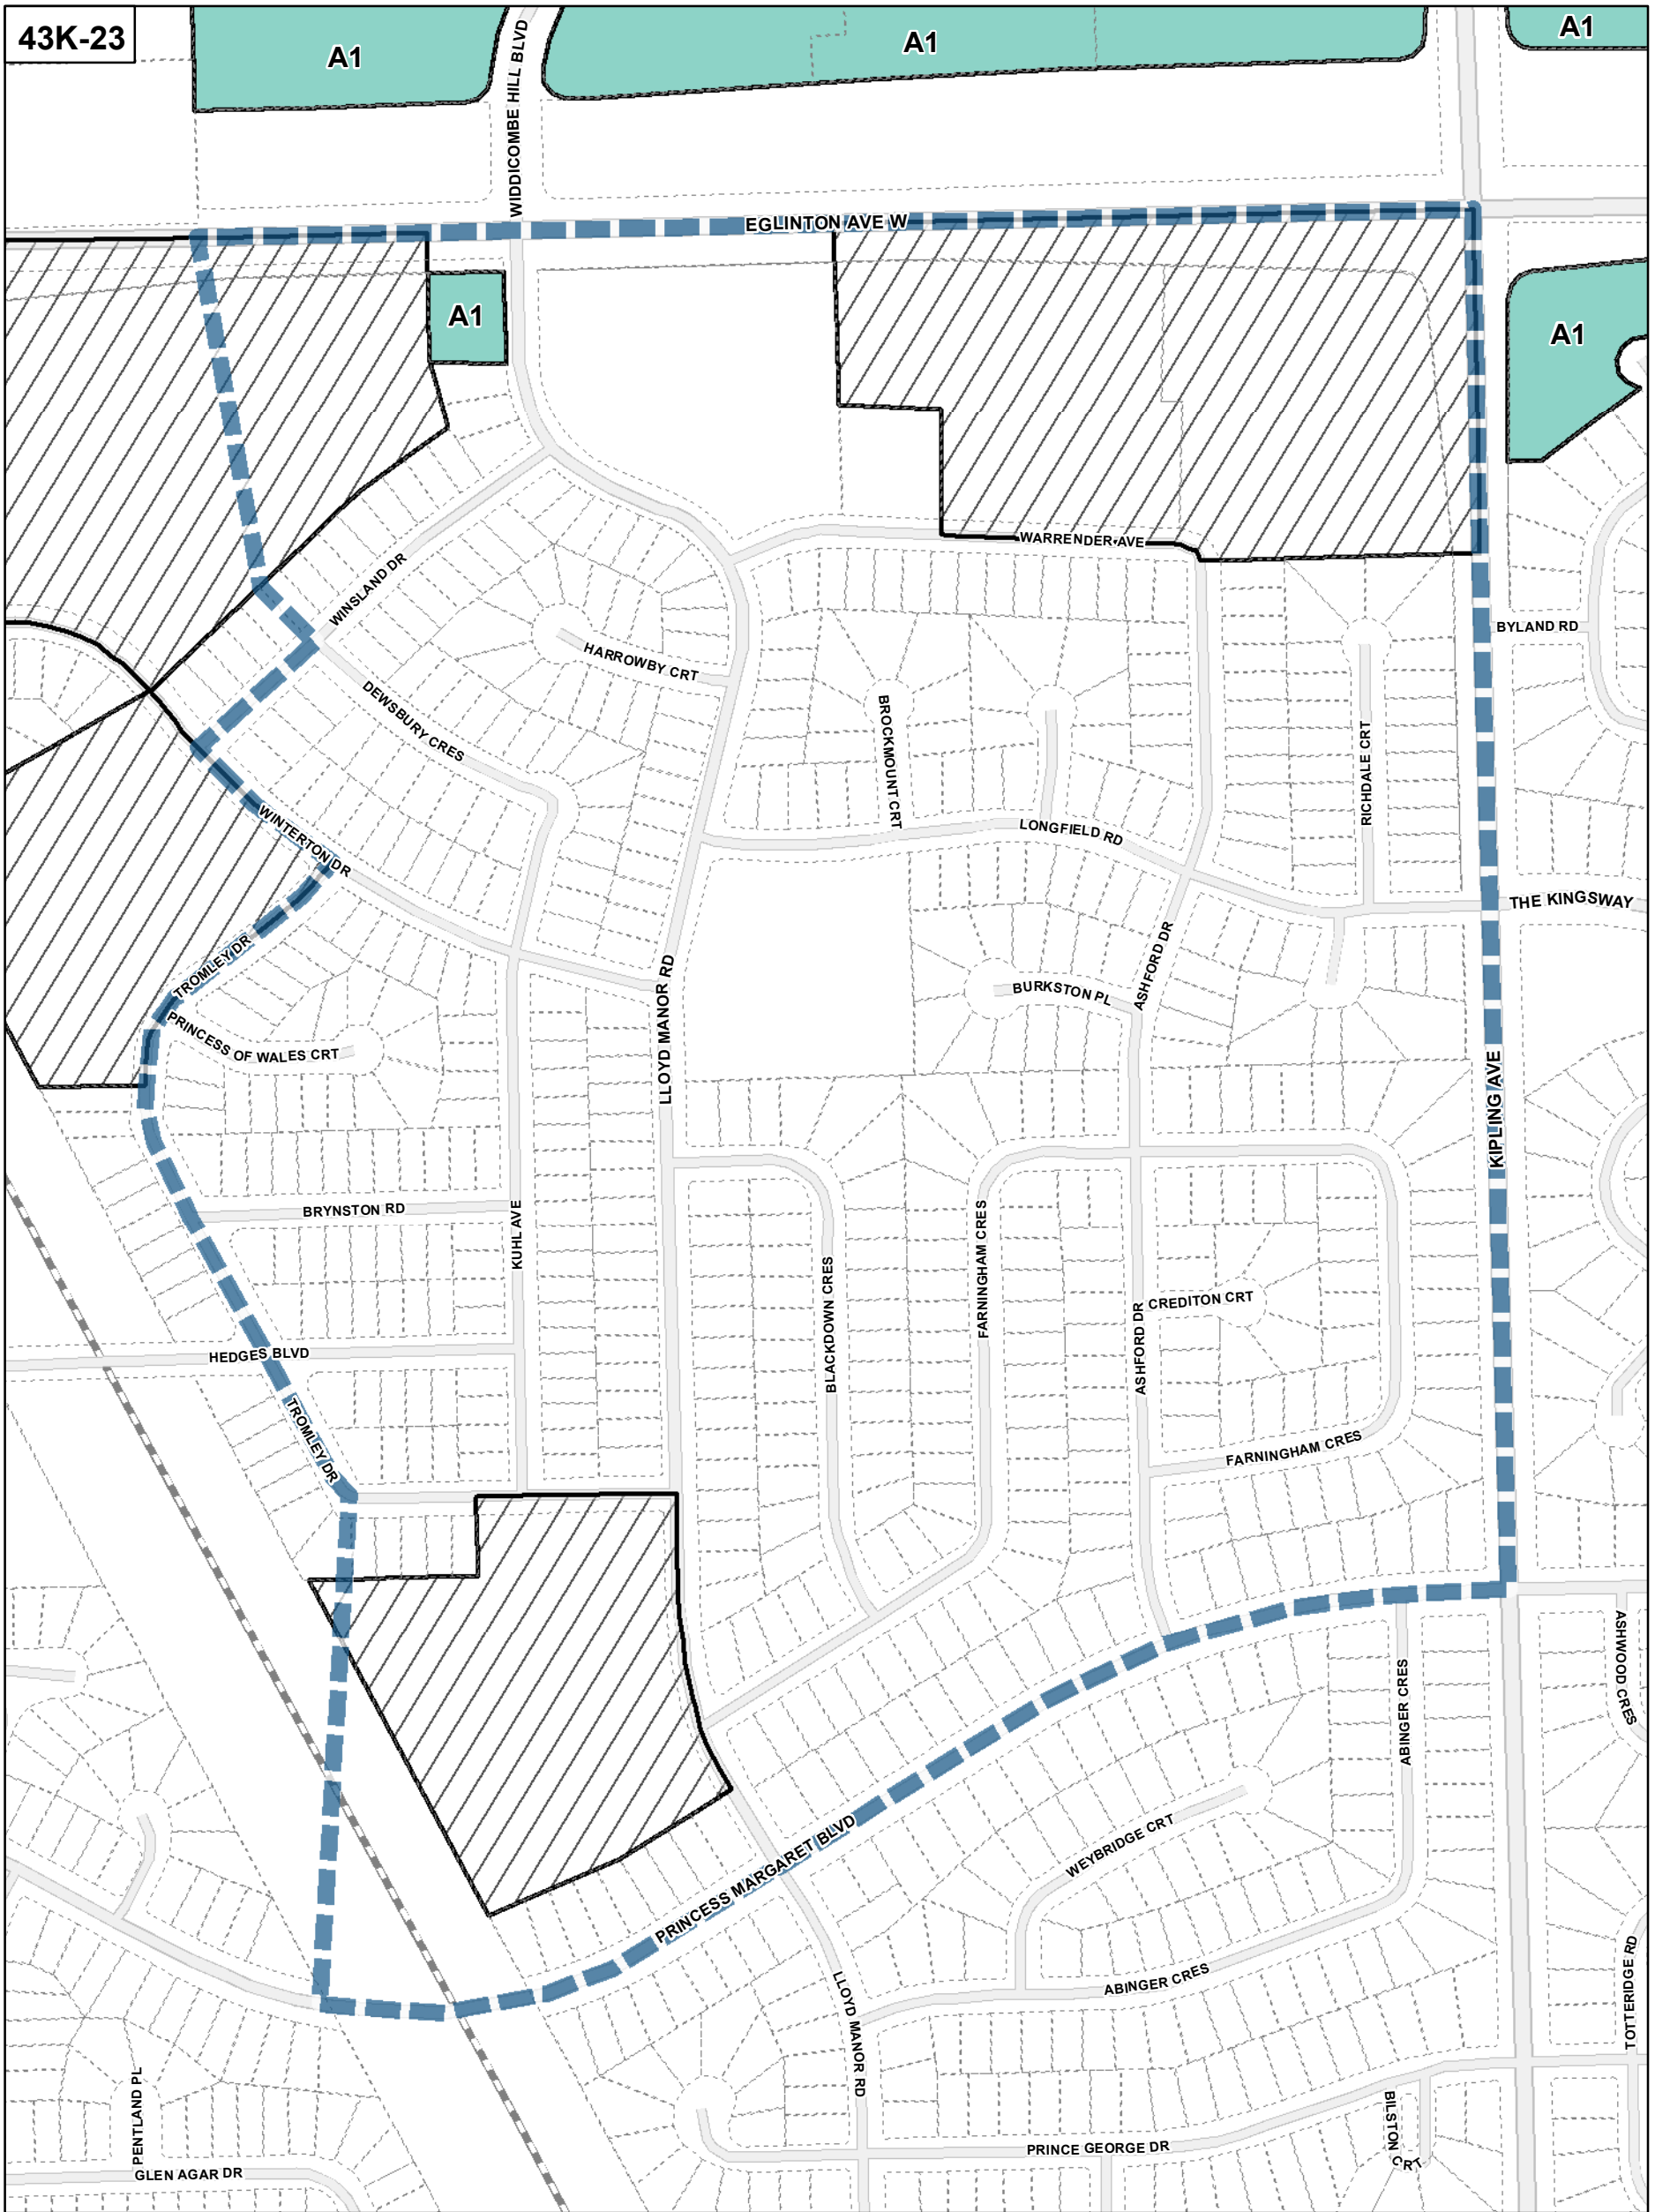 43K-23
A1
A1
A1
WIDDICOMBE HILL BLVD
EGLINTON AVE W
A1
A1
WARRENDER AVE
WINSLAND DR
BYLAND RD
HARROWBY CRT
DEWSBURY CRES
BROCKMOUNT CRT
RICHDALE CRT
LONGFIELD RD
WINTERTON DR
THE KINGSWAY
TROMLEY DR
ASHFORD DR
BURKSTON PL
LLOYD MANOR RD
PRINCESS OF WALES CRT
KIPLING AVE
BRYNSTON RD
KUHL AVE
FARNINGHAM CRES
BLACKDOWN CRES
CREDITON CRT
ASHFORD DR
HEDGES BLVD
TROMLEY DR
FARNINGHAM CRES
ASHWOOD CRES
ABINGER CRES
WEYBRIDGE CRT
PRINCESS MARGARET BLVD
ABINGER CRES
LLOYD MANOR RD
TOTTERIDGE RD
PENTLAND PL
BILSTON CRT
PRINCE GEORGE DR
GLEN AGAR DR